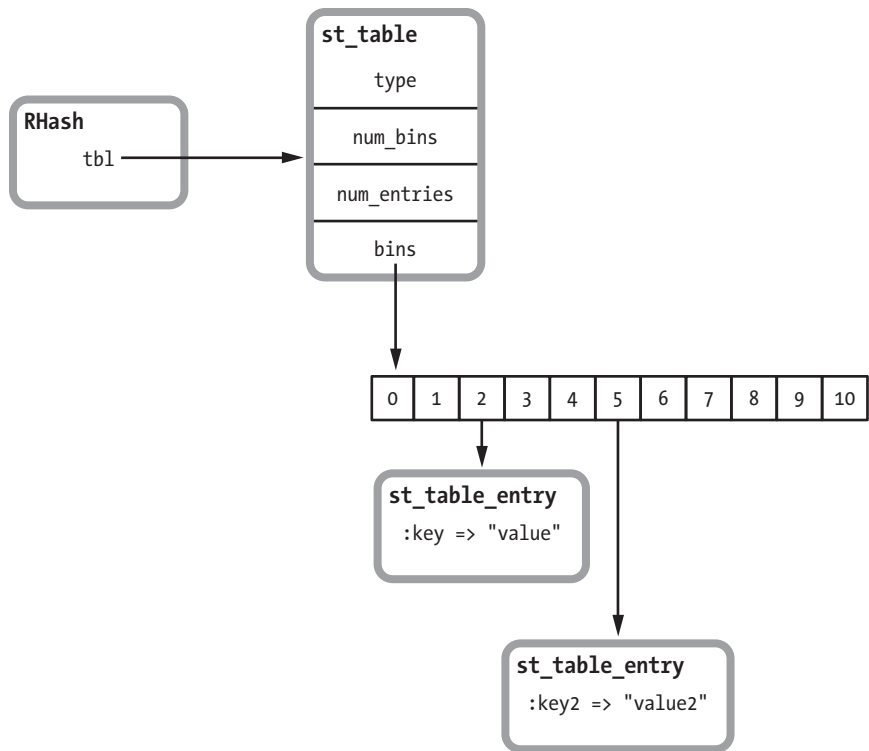 st_table
type
RHash
tbl
num_bins
num_entries
bins
0 1 2 3 4 5 6 7 8 9 10
st_table_entry
:key => "value"
st_table_entry
:key2 => "value2"